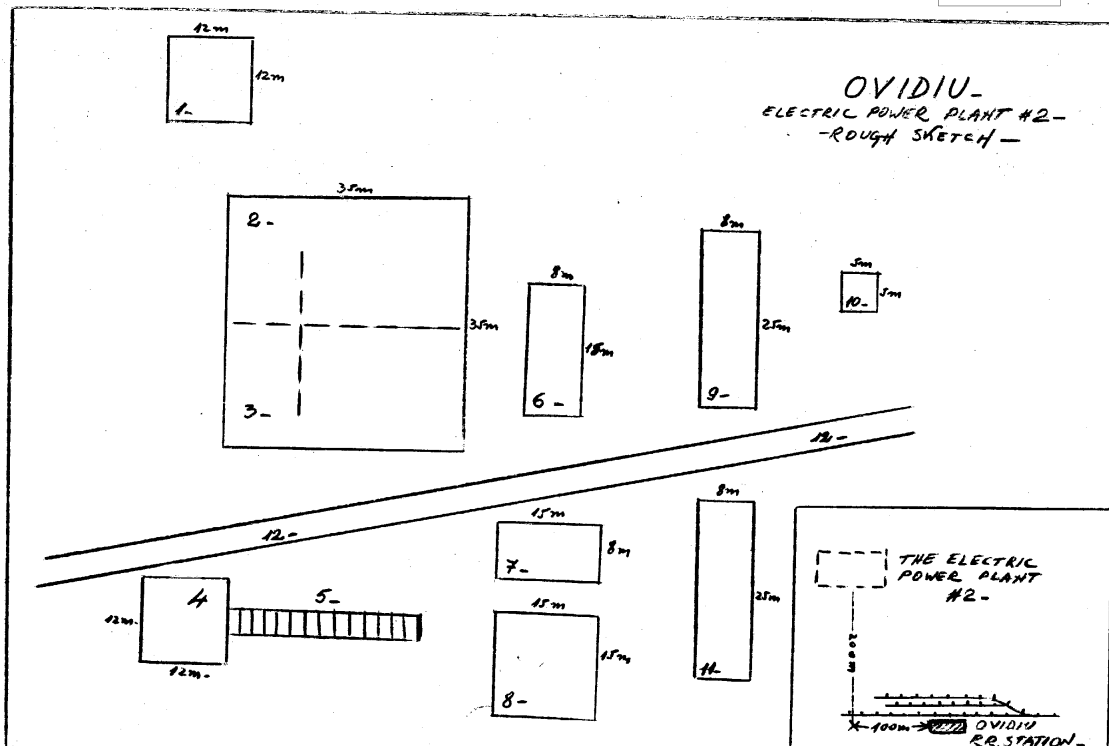 12m
12m
1-
OVIDIU-
ELECTRIC POWER PLANT #2-
-ROUGH SKETCH-
35m
2-
35m
3-
8m
18m
6-
8m
25m
9-
5m
5m
10-
12-
12-
4
5-
12m-
12m-
15m
8m
7-
15m
15m
8-
8m
25m
11-
THE ELECTRIC
POWER PLANT
#2-
200m
100m
OVIDIU
R.R. STATION-